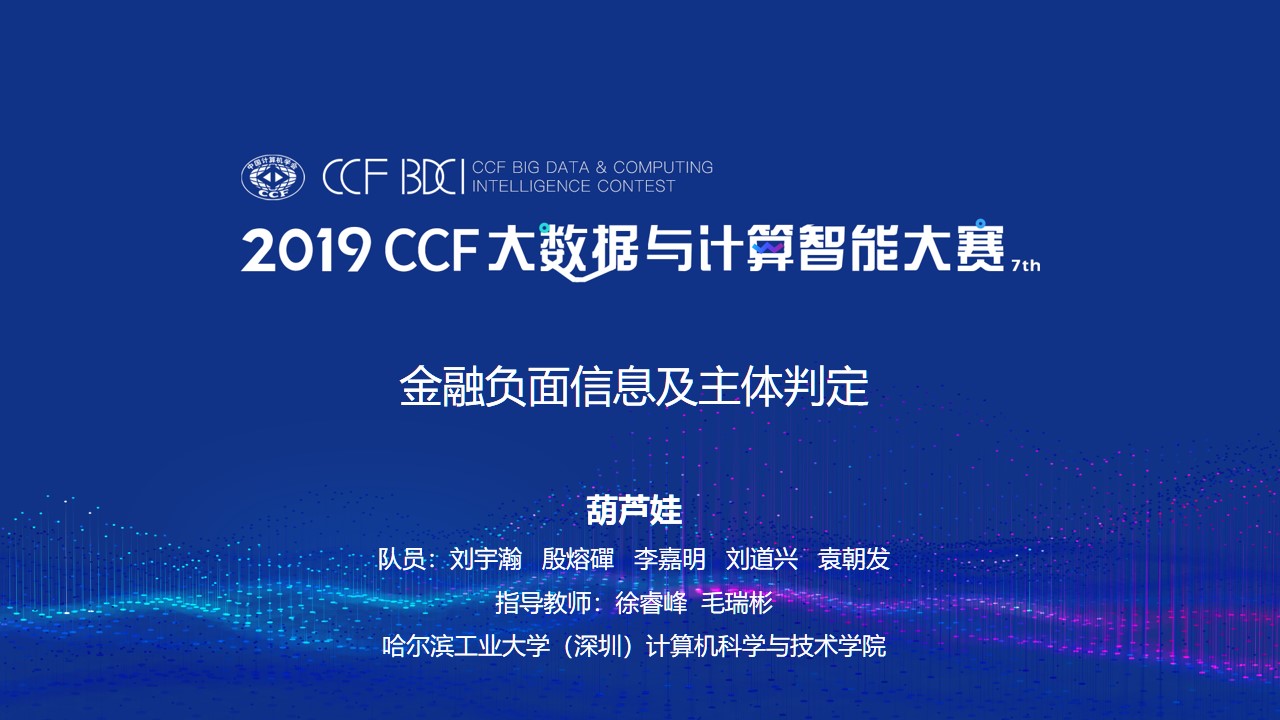 中国计算机学会
CCF
CCF BDCI
CCF BIG DATA & COMPUTING
INTELLIGENCE CONTEST
2019 CCF 大数据与计算智能大赛 7th
金融负面信息及主体判定
葫芦娃
队员：刘宇瀚 殷熔磾 李嘉明 刘道兴 袁朝发
指导教师：徐睿峰 毛瑞彬
哈尔滨工业大学（深圳）计算机科学与技术学院